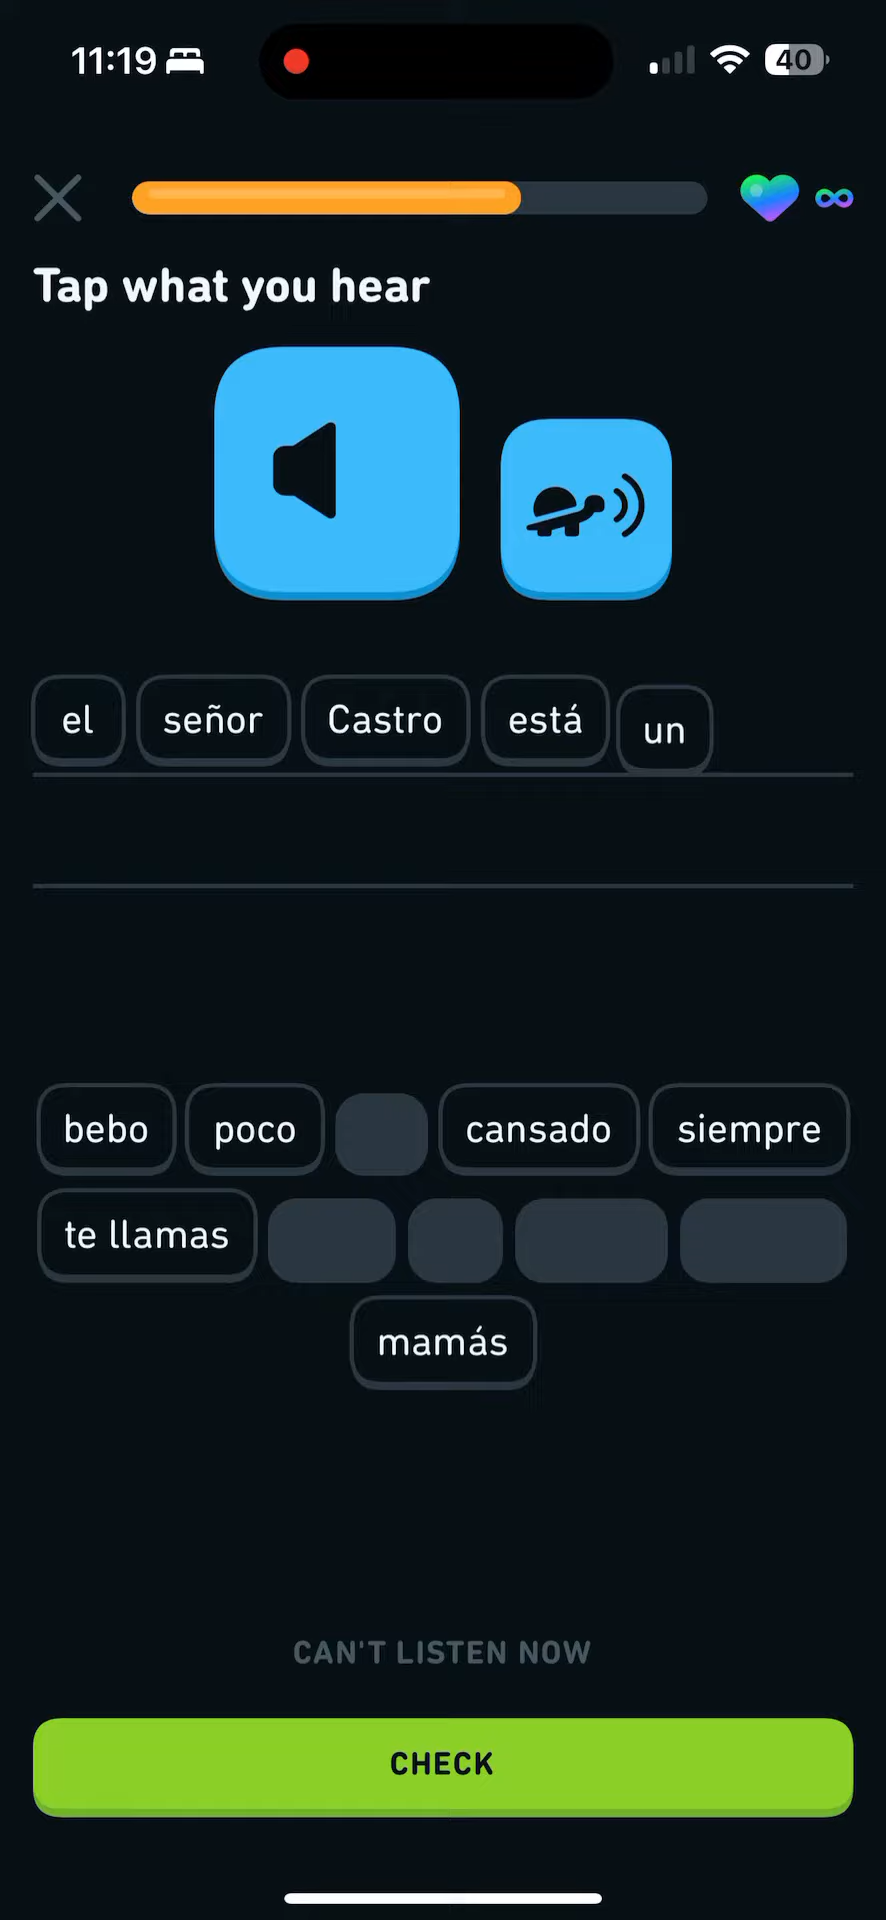 11:19 40
Tap what you hear
el señor Castro está un
bebo poco cansado siempre
te llamas
mamás
CAN'T LISTEN NOW
CHECK